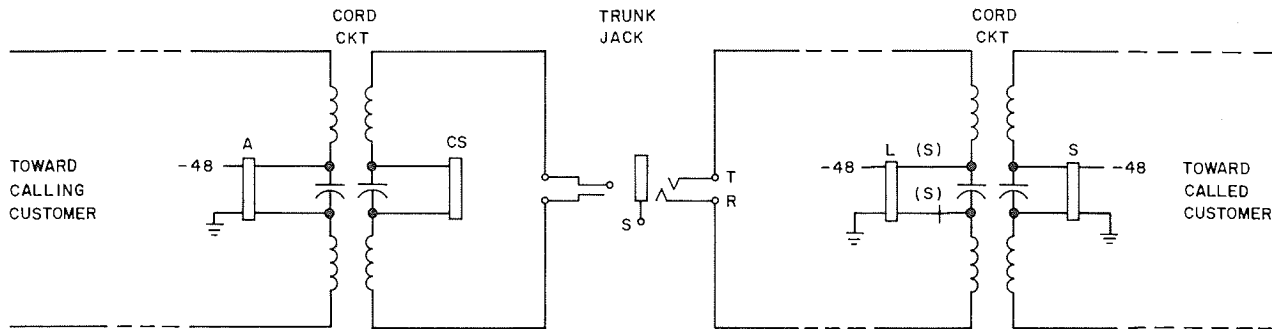 CORD
CKT
TRUNK
JACK
CORD
CKT
A
CS
-48
-48
L
(S)
S
-48
TOWARD
CALLING
CUSTOMER
T
R
S
(S)
TOWARD
CALLED
CUSTOMER